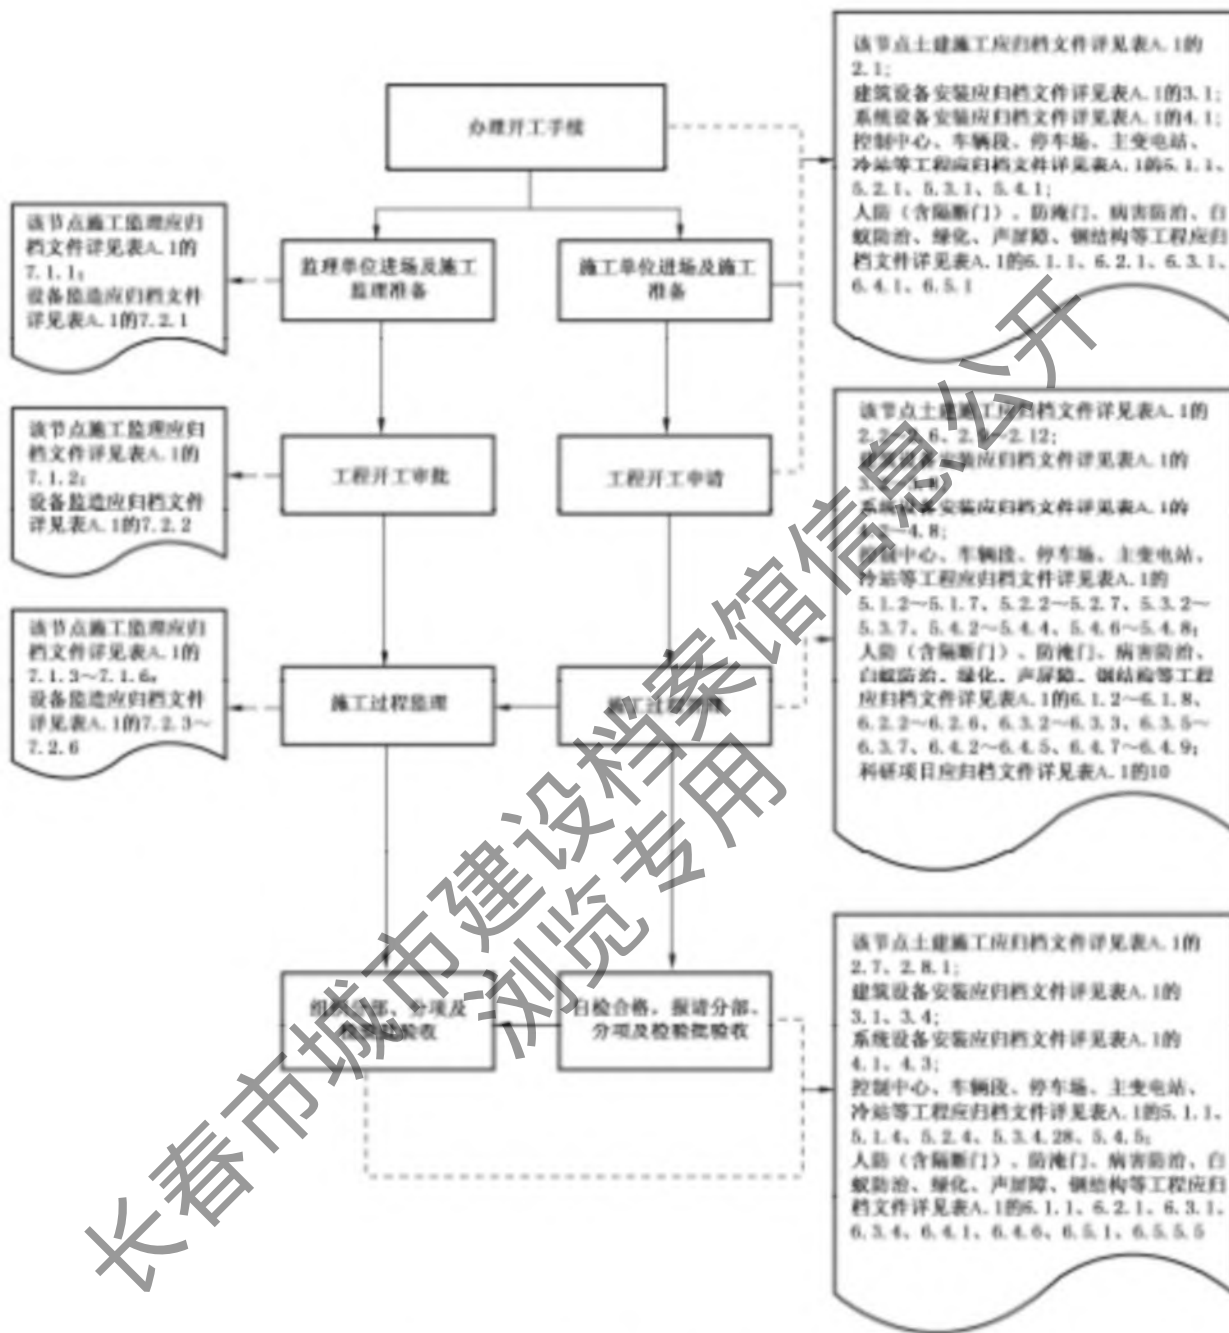 办理开工手续
监理单位进场及施工
监理准备
施工单位进场及施工
准备
工程开工审批
工程开工申请
施工过程监理
施工过程管理
组织分部、分项及
检验批验收
自检合格,报请分部、
分项及检验批验收
该节点施工监理应归
档文件详见表A.1的
7.1.1;
设备监造应归档文件
详见表A.1的7.2.1
该节点施工监理应归
档文件详见表A.1的
7.1.2;
设备监造应归档文件
详见表A.1的7.2.2
该节点施工监理应归
档文件详见表A.1的
7.1.3~7.1.6;
设备监造应归档文件
详见表A.1的7.2.3~
7.2.6
该节点土建施工应归档文件详见表A.1的
2.1;
建筑设备安装应归档文件详见表A.1的3.1;
系统设备安装应归档文件详见表A.1的4.1;
控制中心、车辆段、停车场、主变电站、
冷站等工程应归档文件详见表A.1的5.1.1、
5.2.1、5.3.1、5.4.1;
人防(含隔断门)、防淹门、病害防治、白
蚁防治、绿化、声屏障、钢结构等工程应归
档文件详见表A.1的6.1.1、6.2.1、6.3.1、
6.4.1、6.5.1
该节点土建施工应归档文件详见表A.1的
2.6、2.12;
建筑设备安装应归档文件详见表A.1的
系统设备安装应归档文件详见表A.1的
4.2~4.8;
控制中心、车辆段、停车场、主变电站、
冷站等工程应归档文件详见表A.1的
5.1.2~5.1.7、5.2.2~5.2.7、5.3.2~
5.3.7、5.4.2~5.4.4、5.4.6~5.4.8;
人防(含隔断门)、防淹门、病害防治、
白蚁防治、绿化、声屏障、钢结构等工程
应归档文件详见表A.1的6.1.2~6.1.8、
6.2.2~6.2.6、6.3.2~6.3.3、6.3.5~
6.3.7、6.4.2~6.4.5、6.4.7~6.4.9;
科研项目应归档文件详见表A.1的10
该节点土建施工应归档文件详见表A.1的
2.7、2.8.1;
建筑设备安装应归档文件详见表A.1的
3.1、3.4;
系统设备安装应归档文件详见表A.1的
4.1、4.3;
控制中心、车辆段、停车场、主变电站、
冷站等工程应归档文件详见表A.1的5.1.1、
5.1.4、5.2.4、5.3.4.28、5.4.5;
人防(含隔断门)、防淹门、病害防治、白
蚁防治、绿化、声屏障、钢结构等工程应归
档文件详见表A.1的6.1.1、6.2.1、6.3.1、
6.3.4、6.4.1、6.4.6、6.5.1、6.5.5.5
长春市城市建设档案馆信息公开
浏览专用